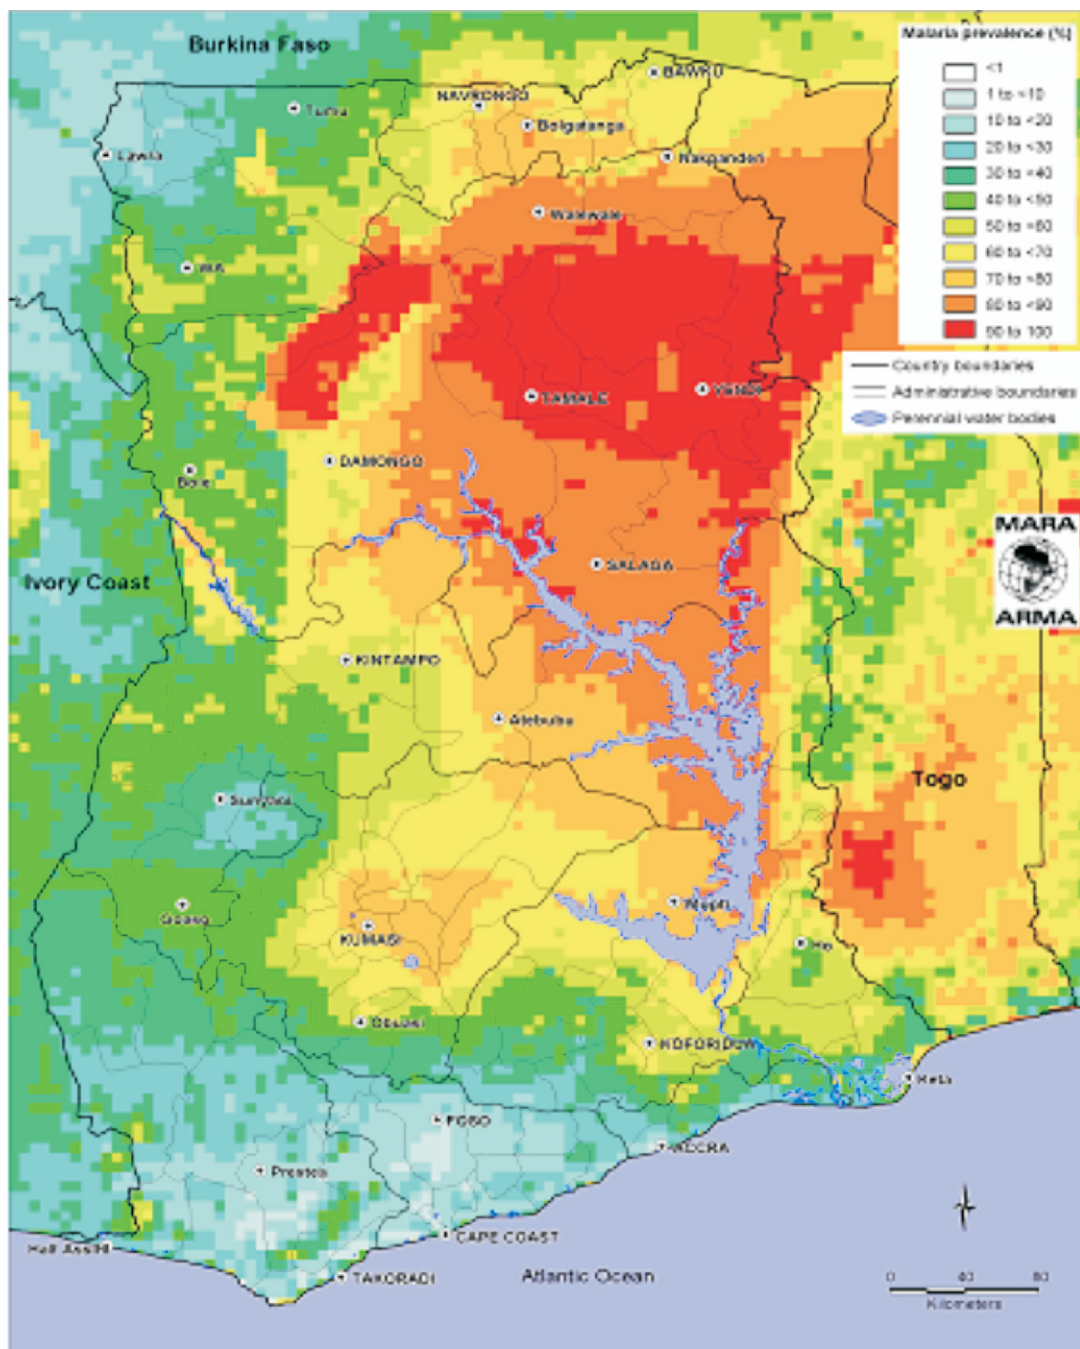 Burkina Faso
Malaria prevalence (%)
<1
1 to <10
10 to <20
20 to <30
30 to <40
40 to <50
50 to <60
60 to <70
70 to <80
80 to <90
90 to 100
Country boundaries
Administrative boundaries
Perennial water bodies
BAWKU
NAVRONGO
Tumu
Bolgatanga
Lawra
Nakpanderi
Walewale
WA
TAMALE
YENDI
DAMONGO
Bole
MARA
ARMA
SALAGA
Ivory Coast
KINTAMPO
Atebubu
Togo
Sunyani
Goaso
KUMASI
Mpeti
Ho
Obuasi
KOFORIDUA
Keta
FOSO
ACCRA
Prestea
CAPE COAST
Half Assini
TAKORADI
Atlantic Ocean
0 40 80
Kilometers